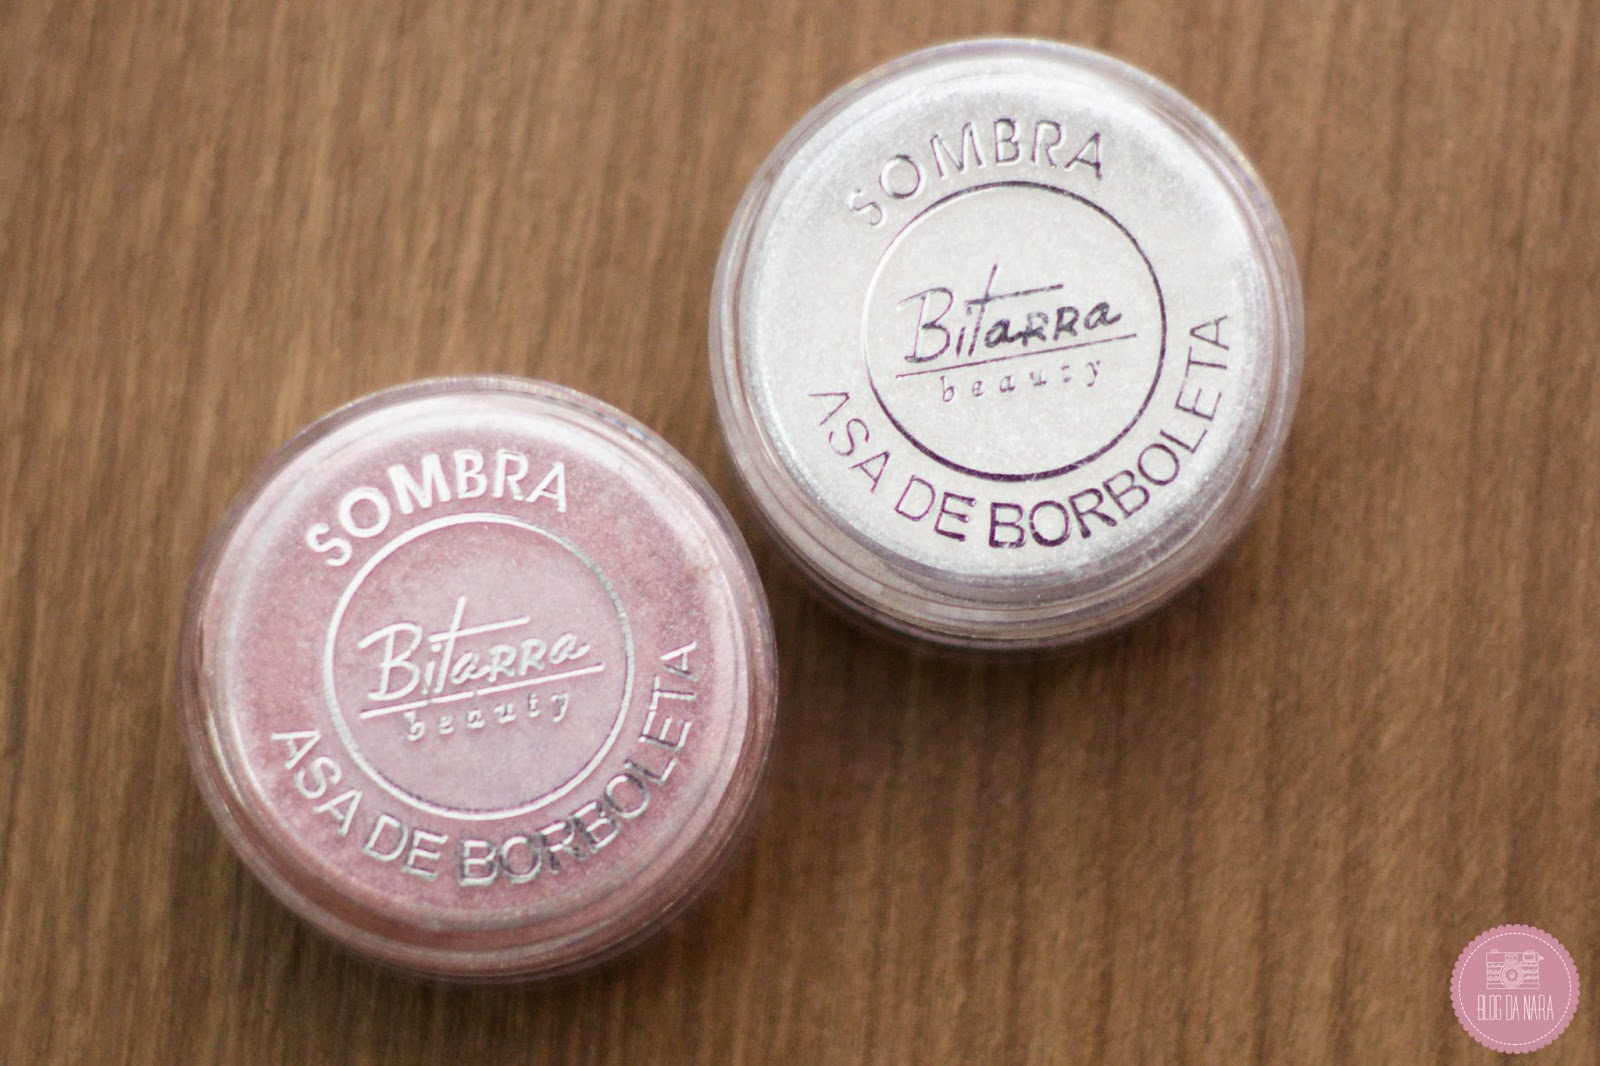 SOMBRA
Bitarra
beauty
ASA DE BORBOLETA
SOMBRA
Bitarra
beauty
ASA DE BORBOLETA
BLOG DA NARA